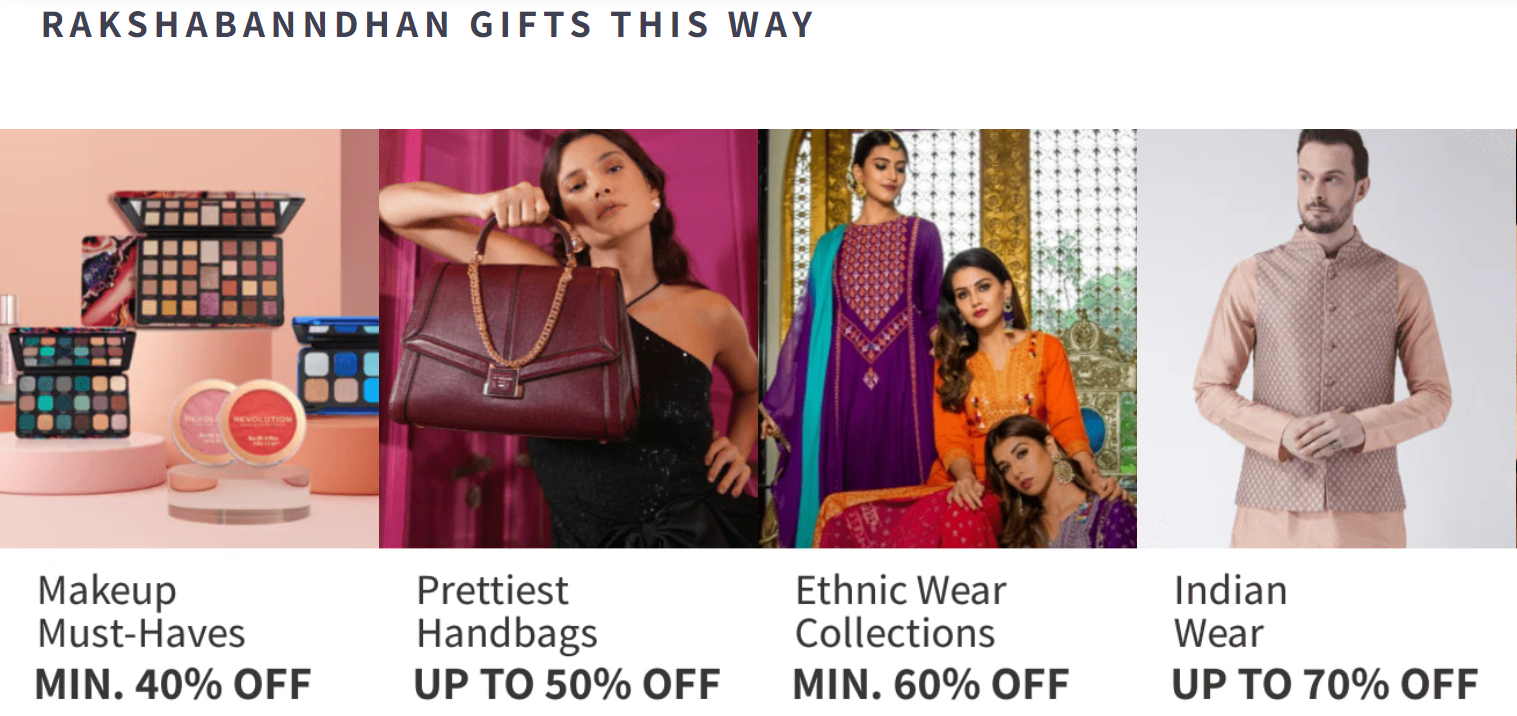 RAKSHABANNDHAN GIFTS THIS WAY
REVOLUTION
Makeup
Must-Haves
MIN. 40% OFF
Prettiest
Handbags
UP TO 50% OFF
Ethnic Wear
Collections
MIN. 60% OFF
Indian
Wear
UP TO 70% OFF